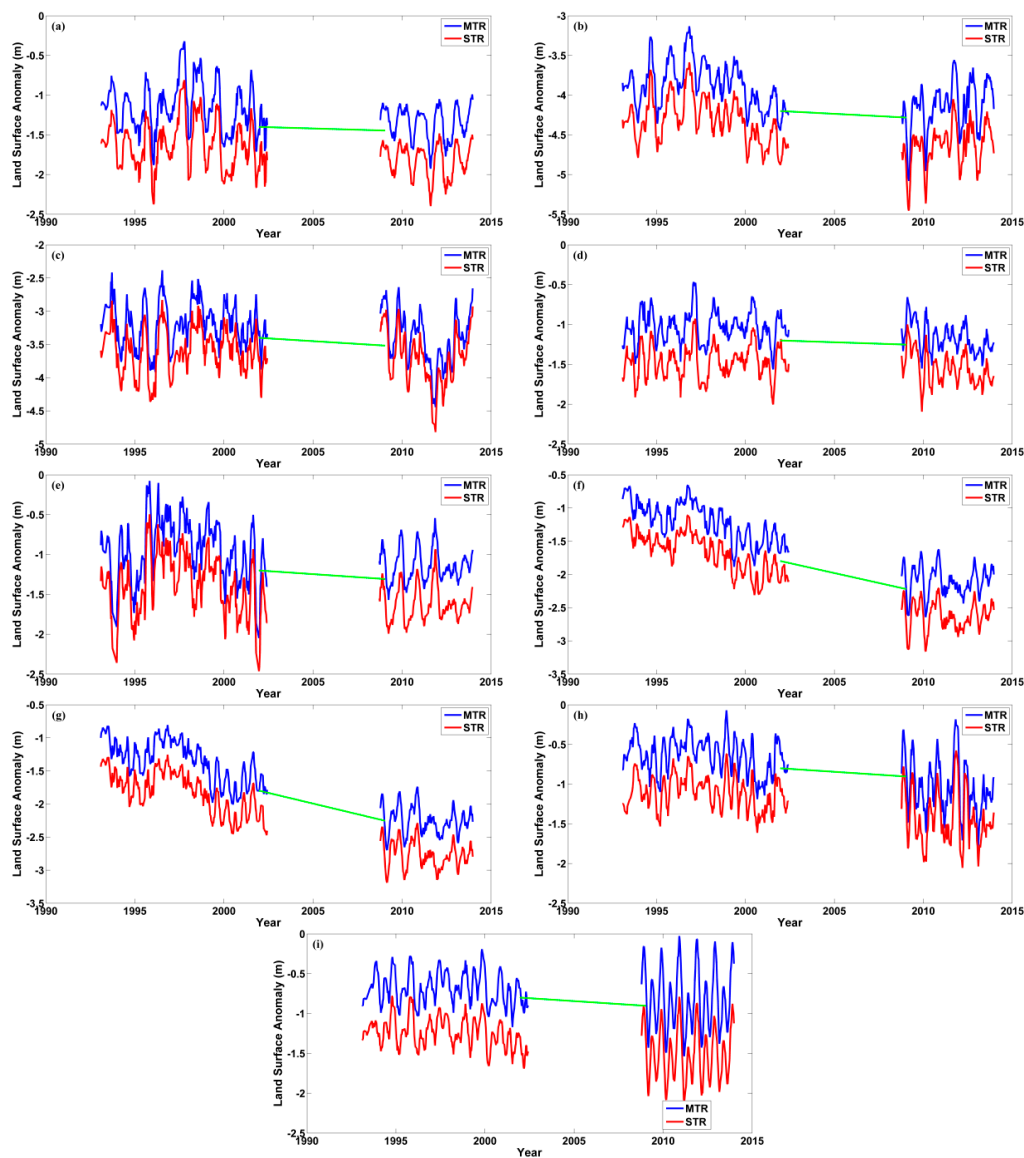 (a)
MTR
STR
Land Surface Anomaly (m)
0
-0.5
-1
-1.5
-2
-2.5
1990 1995 2000 2005 2010 2015
Year
(b)
MTR
STR
Land Surface Anomaly (m)
-3
-3.5
-4
-4.5
-5
-5.5
1990 1995 2000 2005 2010 2015
Year
(c)
MTR
STR
Land Surface Anomaly (m)
-2
-2.5
-3
-3.5
-4
-4.5
-5
1990 1995 2000 2005 2010 2015
Year
(d)
MTR
STR
Land Surface Anomaly (m)
0
-0.5
-1
-1.5
-2
-2.5
1990 1995 2000 2005 2010 2015
Year
(e)
MTR
STR
Land Surface Anomaly (m)
0
-0.5
-1
-1.5
-2
-2.5
1990 1995 2000 2005 2010 2015
Year
(f)
MTR
STR
Land Surface Anomaly (m)
-0.5
-1
-1.5
-2
-2.5
-3
-3.5
1990 1995 2000 2005 2010 2015
Year
(g)
MTR
STR
Land Surface Anomaly (m)
-0.5
-1
-1.5
-2
-2.5
-3
-3.5
1990 1995 2000 2005 2010 2015
Year
(h)
MTR
STR
Land Surface Anomaly (m)
0
-0.5
-1
-1.5
-2
-2.5
1990 1995 2000 2005 2010 2015
Year
(i)
Land Surface Anomaly (m)
0
-0.5
-1
-1.5
-2
-2.5
MTR
STR
1990 1995 2000 2005 2010 2015
Year